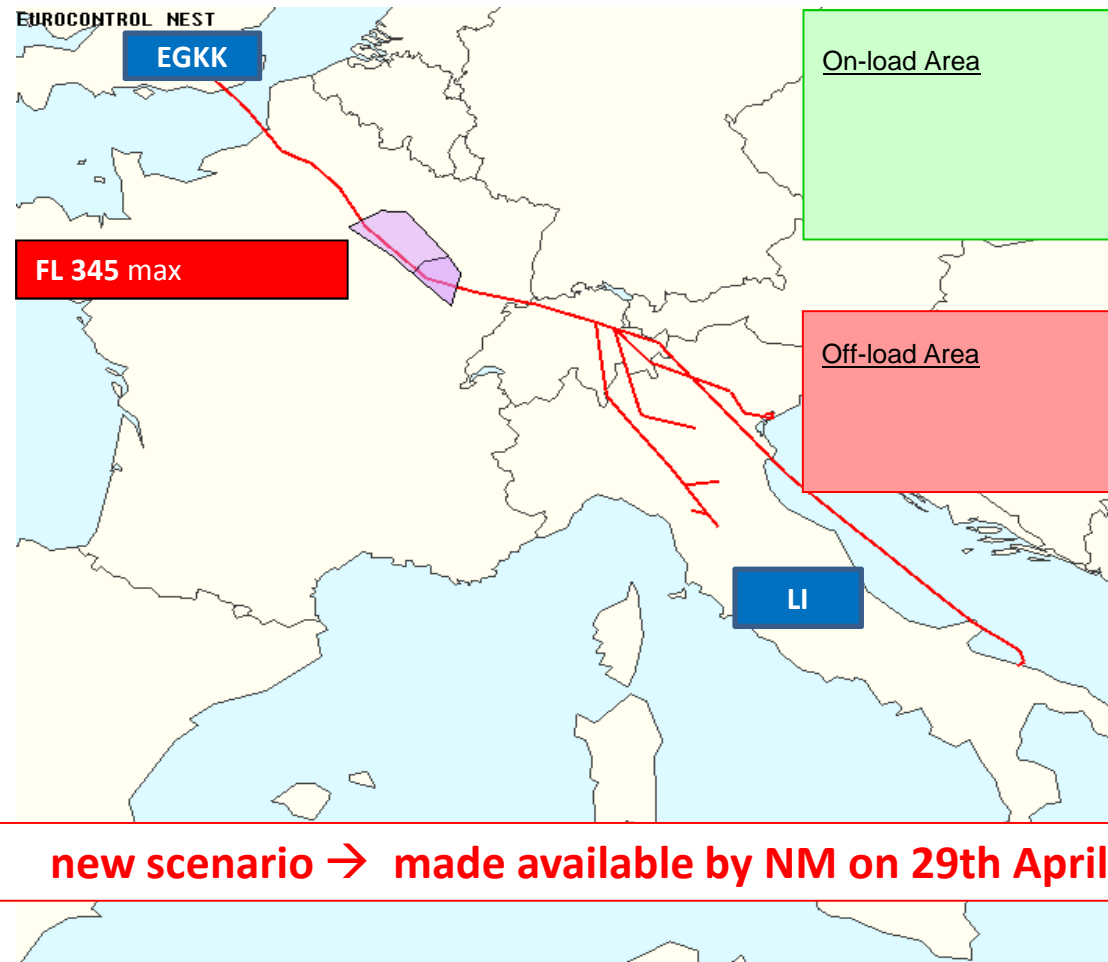 EUROCONTROL NEST
EGKK
On-load Area
FL 345 max
Off-load Area
LI
new scenario → made available by NM on 29th April